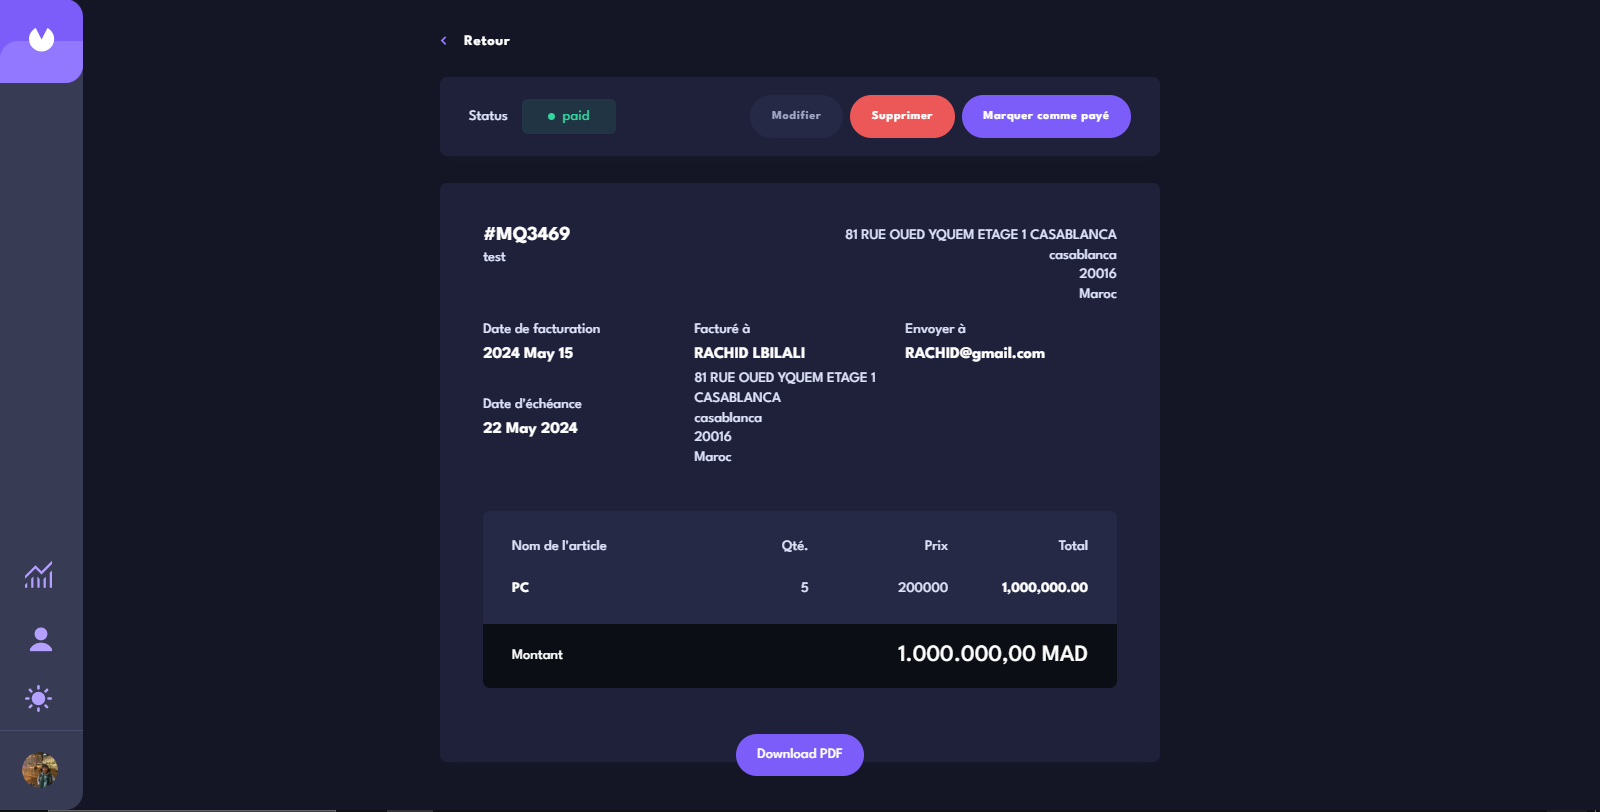 Retour
Status
paid
Modifier
Supprimer
Marquer comme payé
#MQ3469
test
81 RUE OUED YQUEM ETAGE 1 CASABLANCA
casablanca
20016
Maroc
Date de facturation
2024 May 15
Date d'échéance
22 May 2024
Facturé à
RACHID LBILALI
81 RUE OUED YQUEM ETAGE 1
CASABLANCA
casablanca
20016
Maroc
Envoyer à
RACHID@gmail.com
Nom de l'article Qté. Prix Total
PC 5 200000 1,000,000.00
Montant 1.000.000,00 MAD
Download PDF